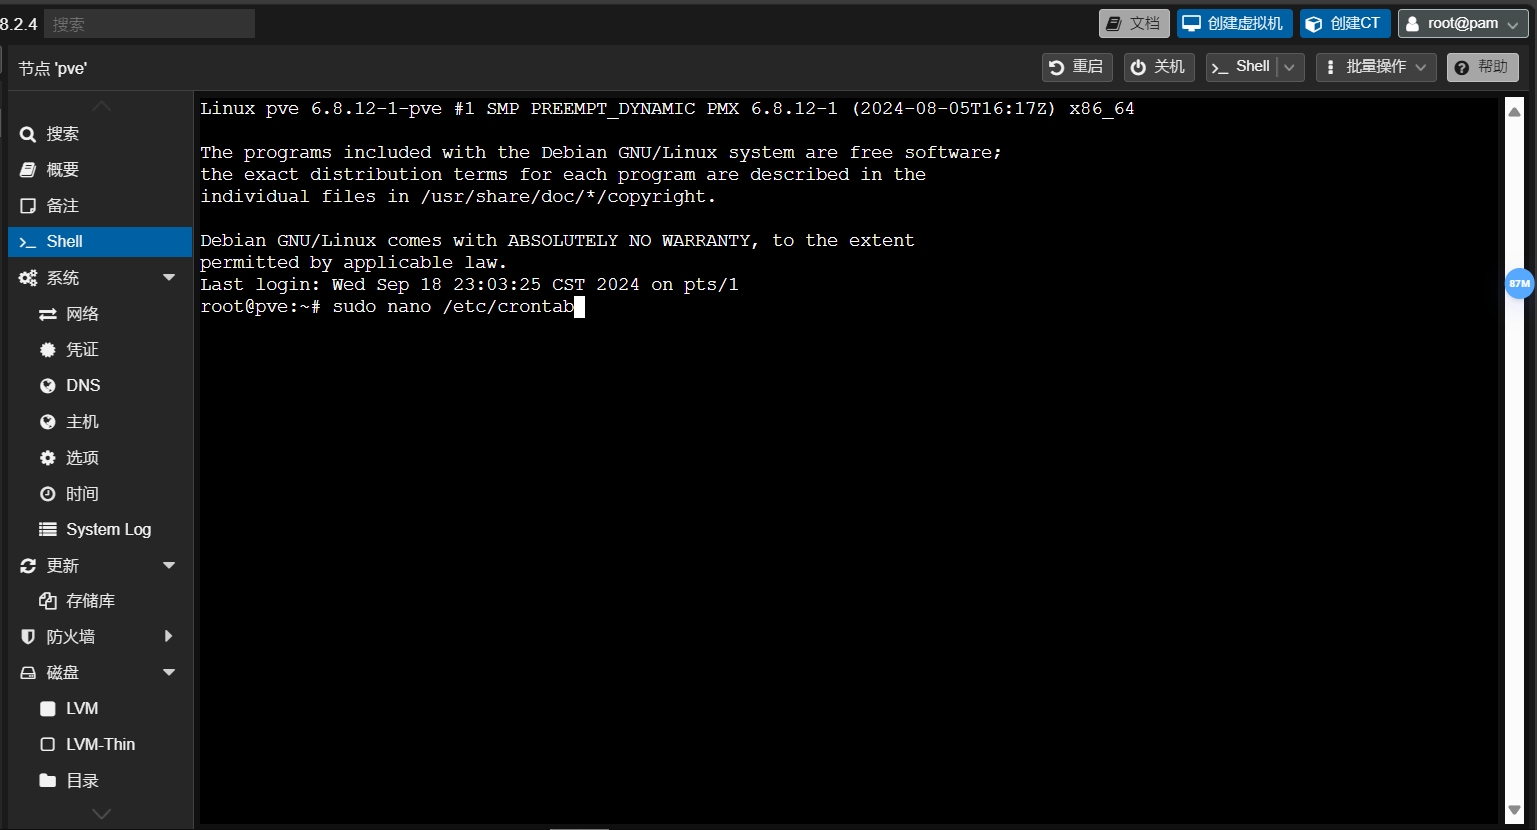 8.2.4 搜索 文档 创建虚拟机 创建CT root@pam
节点 'pve' 重启 关机 Shell 批量操作 帮助
搜索
概要
备注
Shell
系统
网络
凭证
DNS
主机
选项
时间
System Log
更新
存储库
防火墙
磁盘
LVM
LVM-Thin
目录
Linux pve 6.8.12-1-pve #1 SMP PREEMPT_DYNAMIC PMX 6.8.12-1 (2024-08-05T16:17Z) x86_64
The programs included with the Debian GNU/Linux system are free software;
the exact distribution terms for each program are described in the
individual files in /usr/share/doc/*/copyright.
Debian GNU/Linux comes with ABSOLUTELY NO WARRANTY, to the extent
permitted by applicable law.
Last login: Wed Sep 18 23:03:25 CST 2024 on pts/1
root@pve:~# sudo nano /etc/crontab
87M